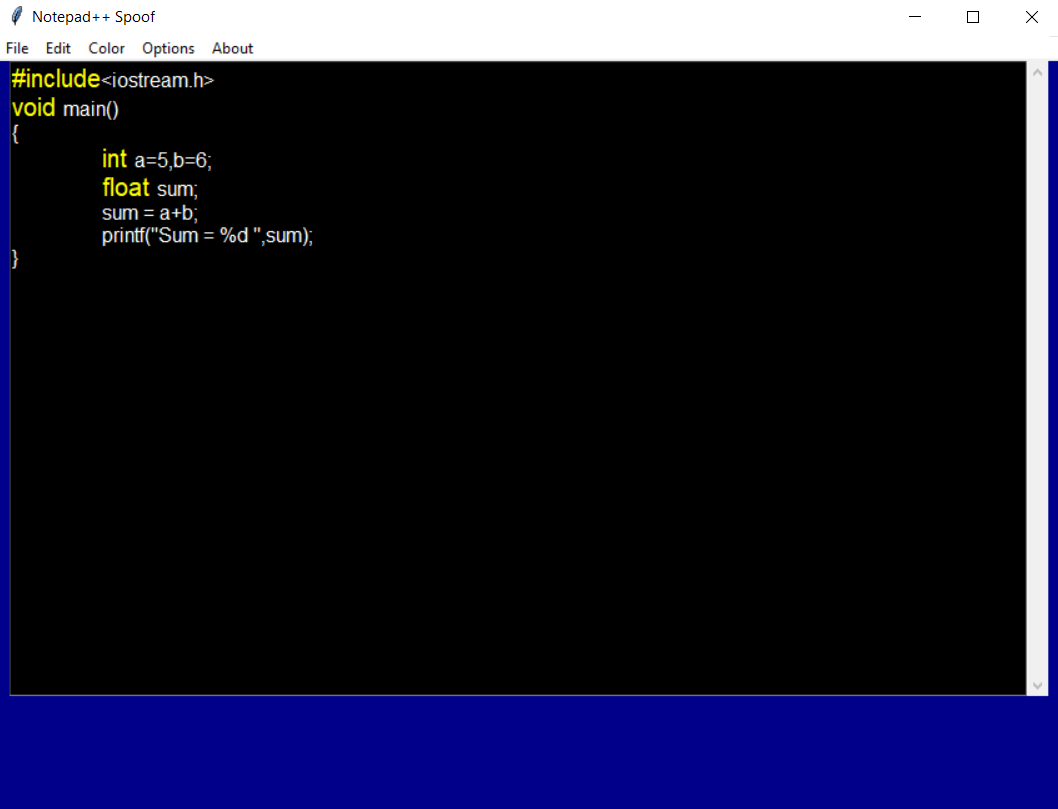 Notepad++ Spoof
File Edit Color Options About
#include<iostream.h>
void main()
{
int a=5,b=6;
float sum;
sum = a+b;
printf("Sum = %d ",sum);
}